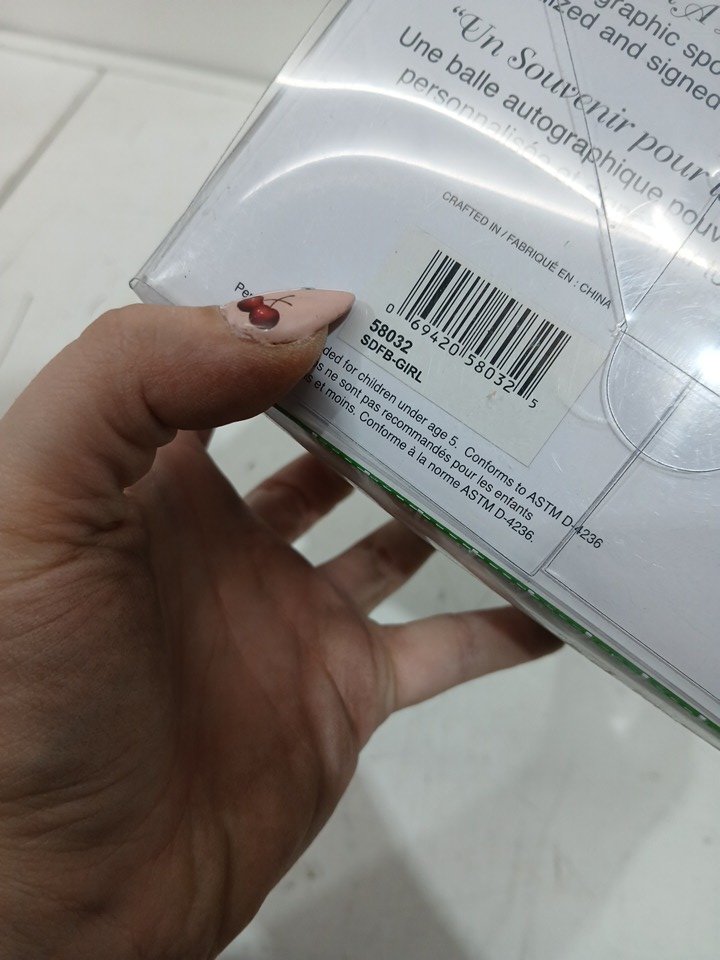 "A
graphic spo
ized and signed
"Un Souvenir pour
Une balle autographique pouv
personnalisée
CRAFTED IN / FABRIQUÉ EN : CHINA
0 69420 58032 5
58032
SDFB-GIRL
ded for children under age 5. Conforms to ASTM D-4236
s ne sont pas recommandés pour les enfants
s et moins. Conforme à la norme ASTM D-4236.